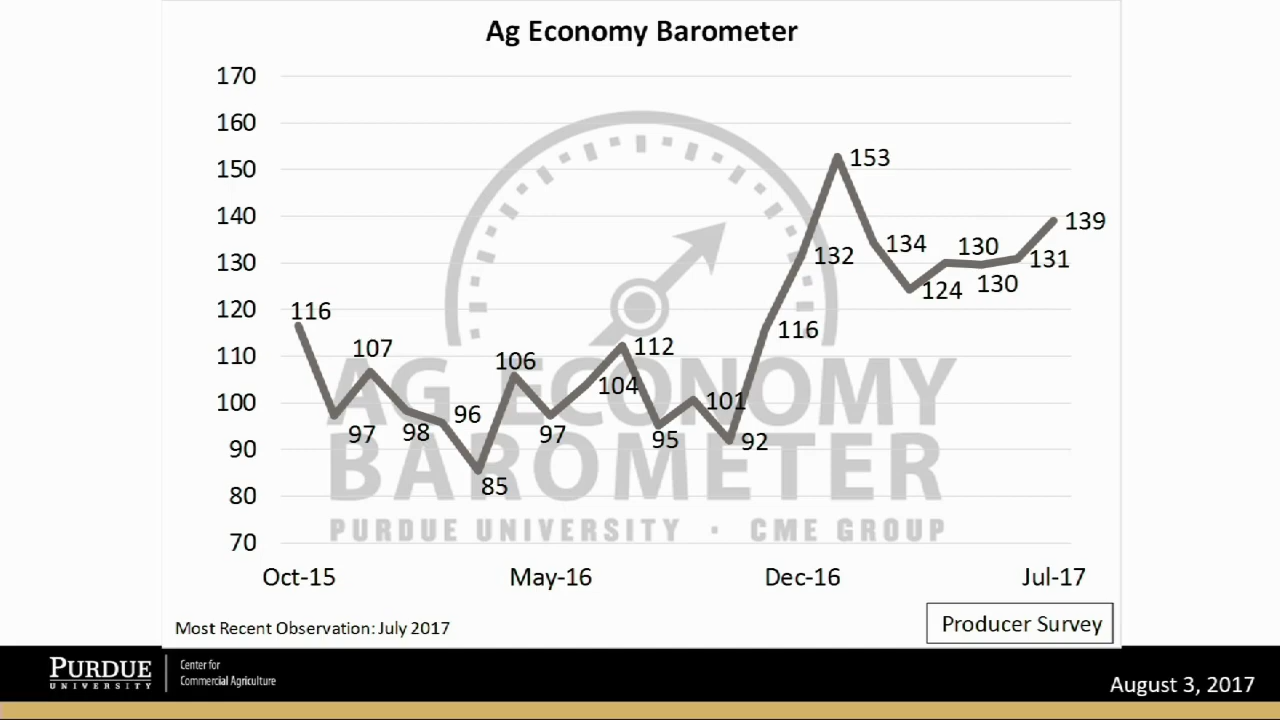 Ag Economy Barometer
170
160
150
140
130
120
110
100
90
80
70
116
97
107
98
96
85
106
97
104
112
95
101
92
116
132
153
134
124
130
130
131
139
AG ECONOMY
BAROMETER
PURDUE UNIVERSITY · CME GROUP
Oct-15
May-16
Dec-16
Jul-17
Most Recent Observation: July 2017
Producer Survey
PURDUE
UNIVERSITY
Center for
Commercial Agriculture
August 3, 2017